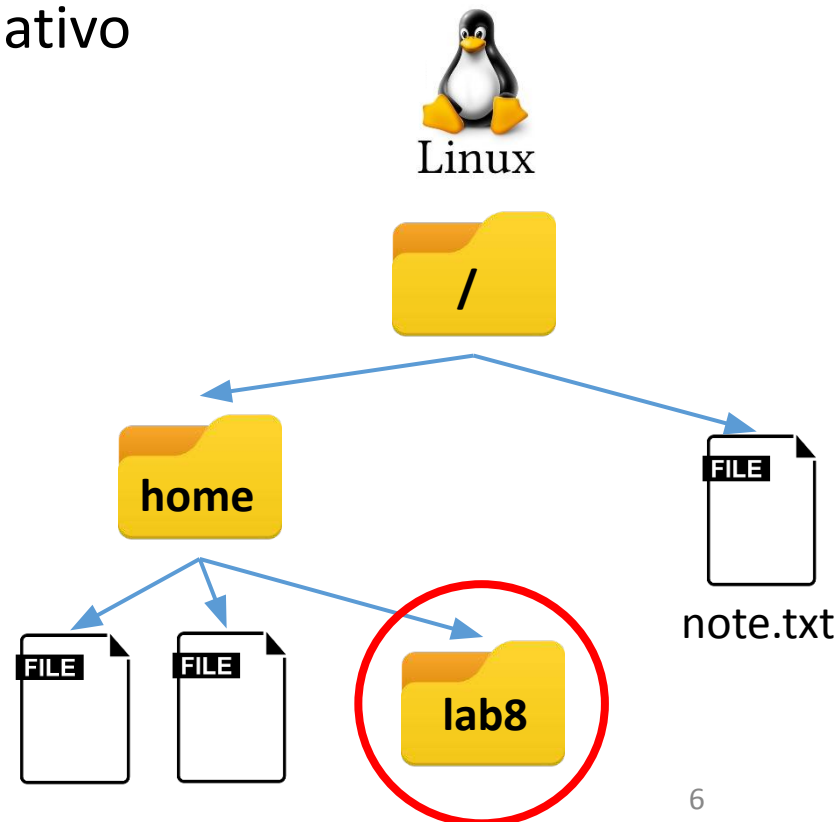 ativo
Linux
/
home
FILE
note.txt
FILE
FILE
lab8
6